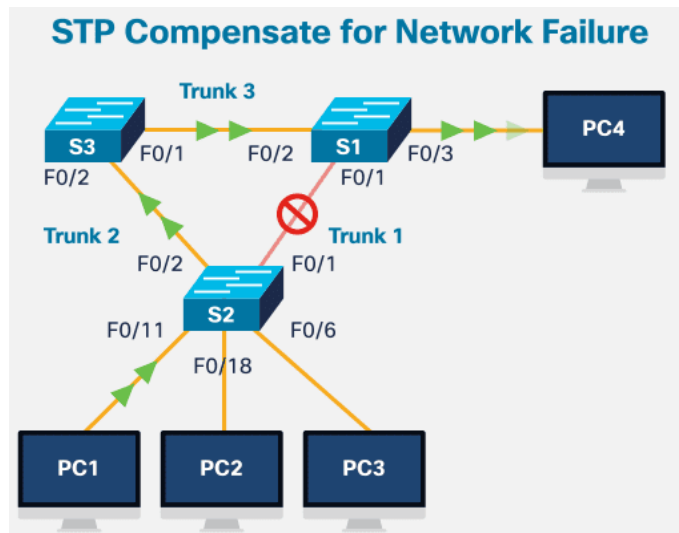 STP Compensate for Network Failure
Trunk 3
S3
F0/1
F0/2
S1
F0/3
PC4
F0/2
F0/1
Trunk 2
Trunk 1
F0/2
F0/1
S2
F0/11
F0/6
F0/18
PC1
PC2
PC3